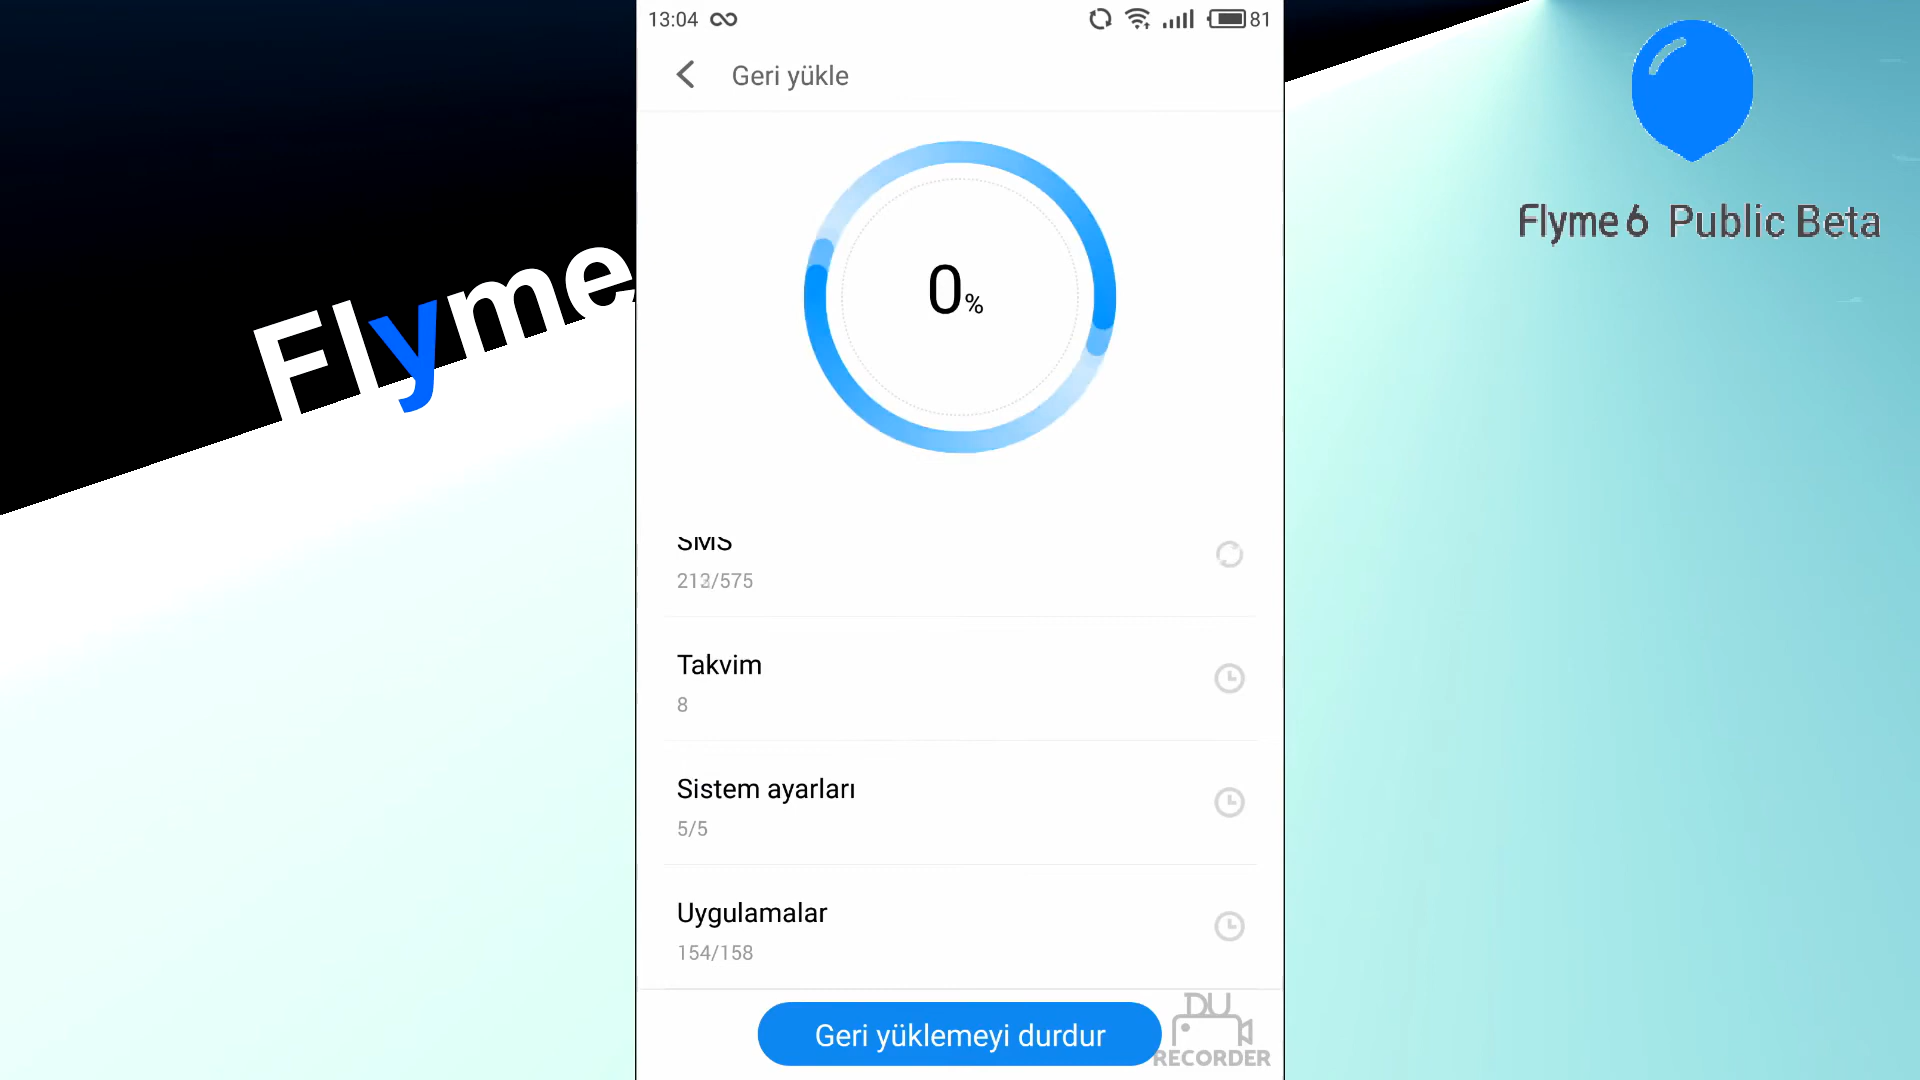 13:04
81
Geri yükle
Flyme
Flyme 6 Public Beta
0%
SMS
/575
Takvim
8
Sistem ayarları
5/5
Uygulamalar
154/158
Geri yüklemeyi durdur
DU
RECORDER